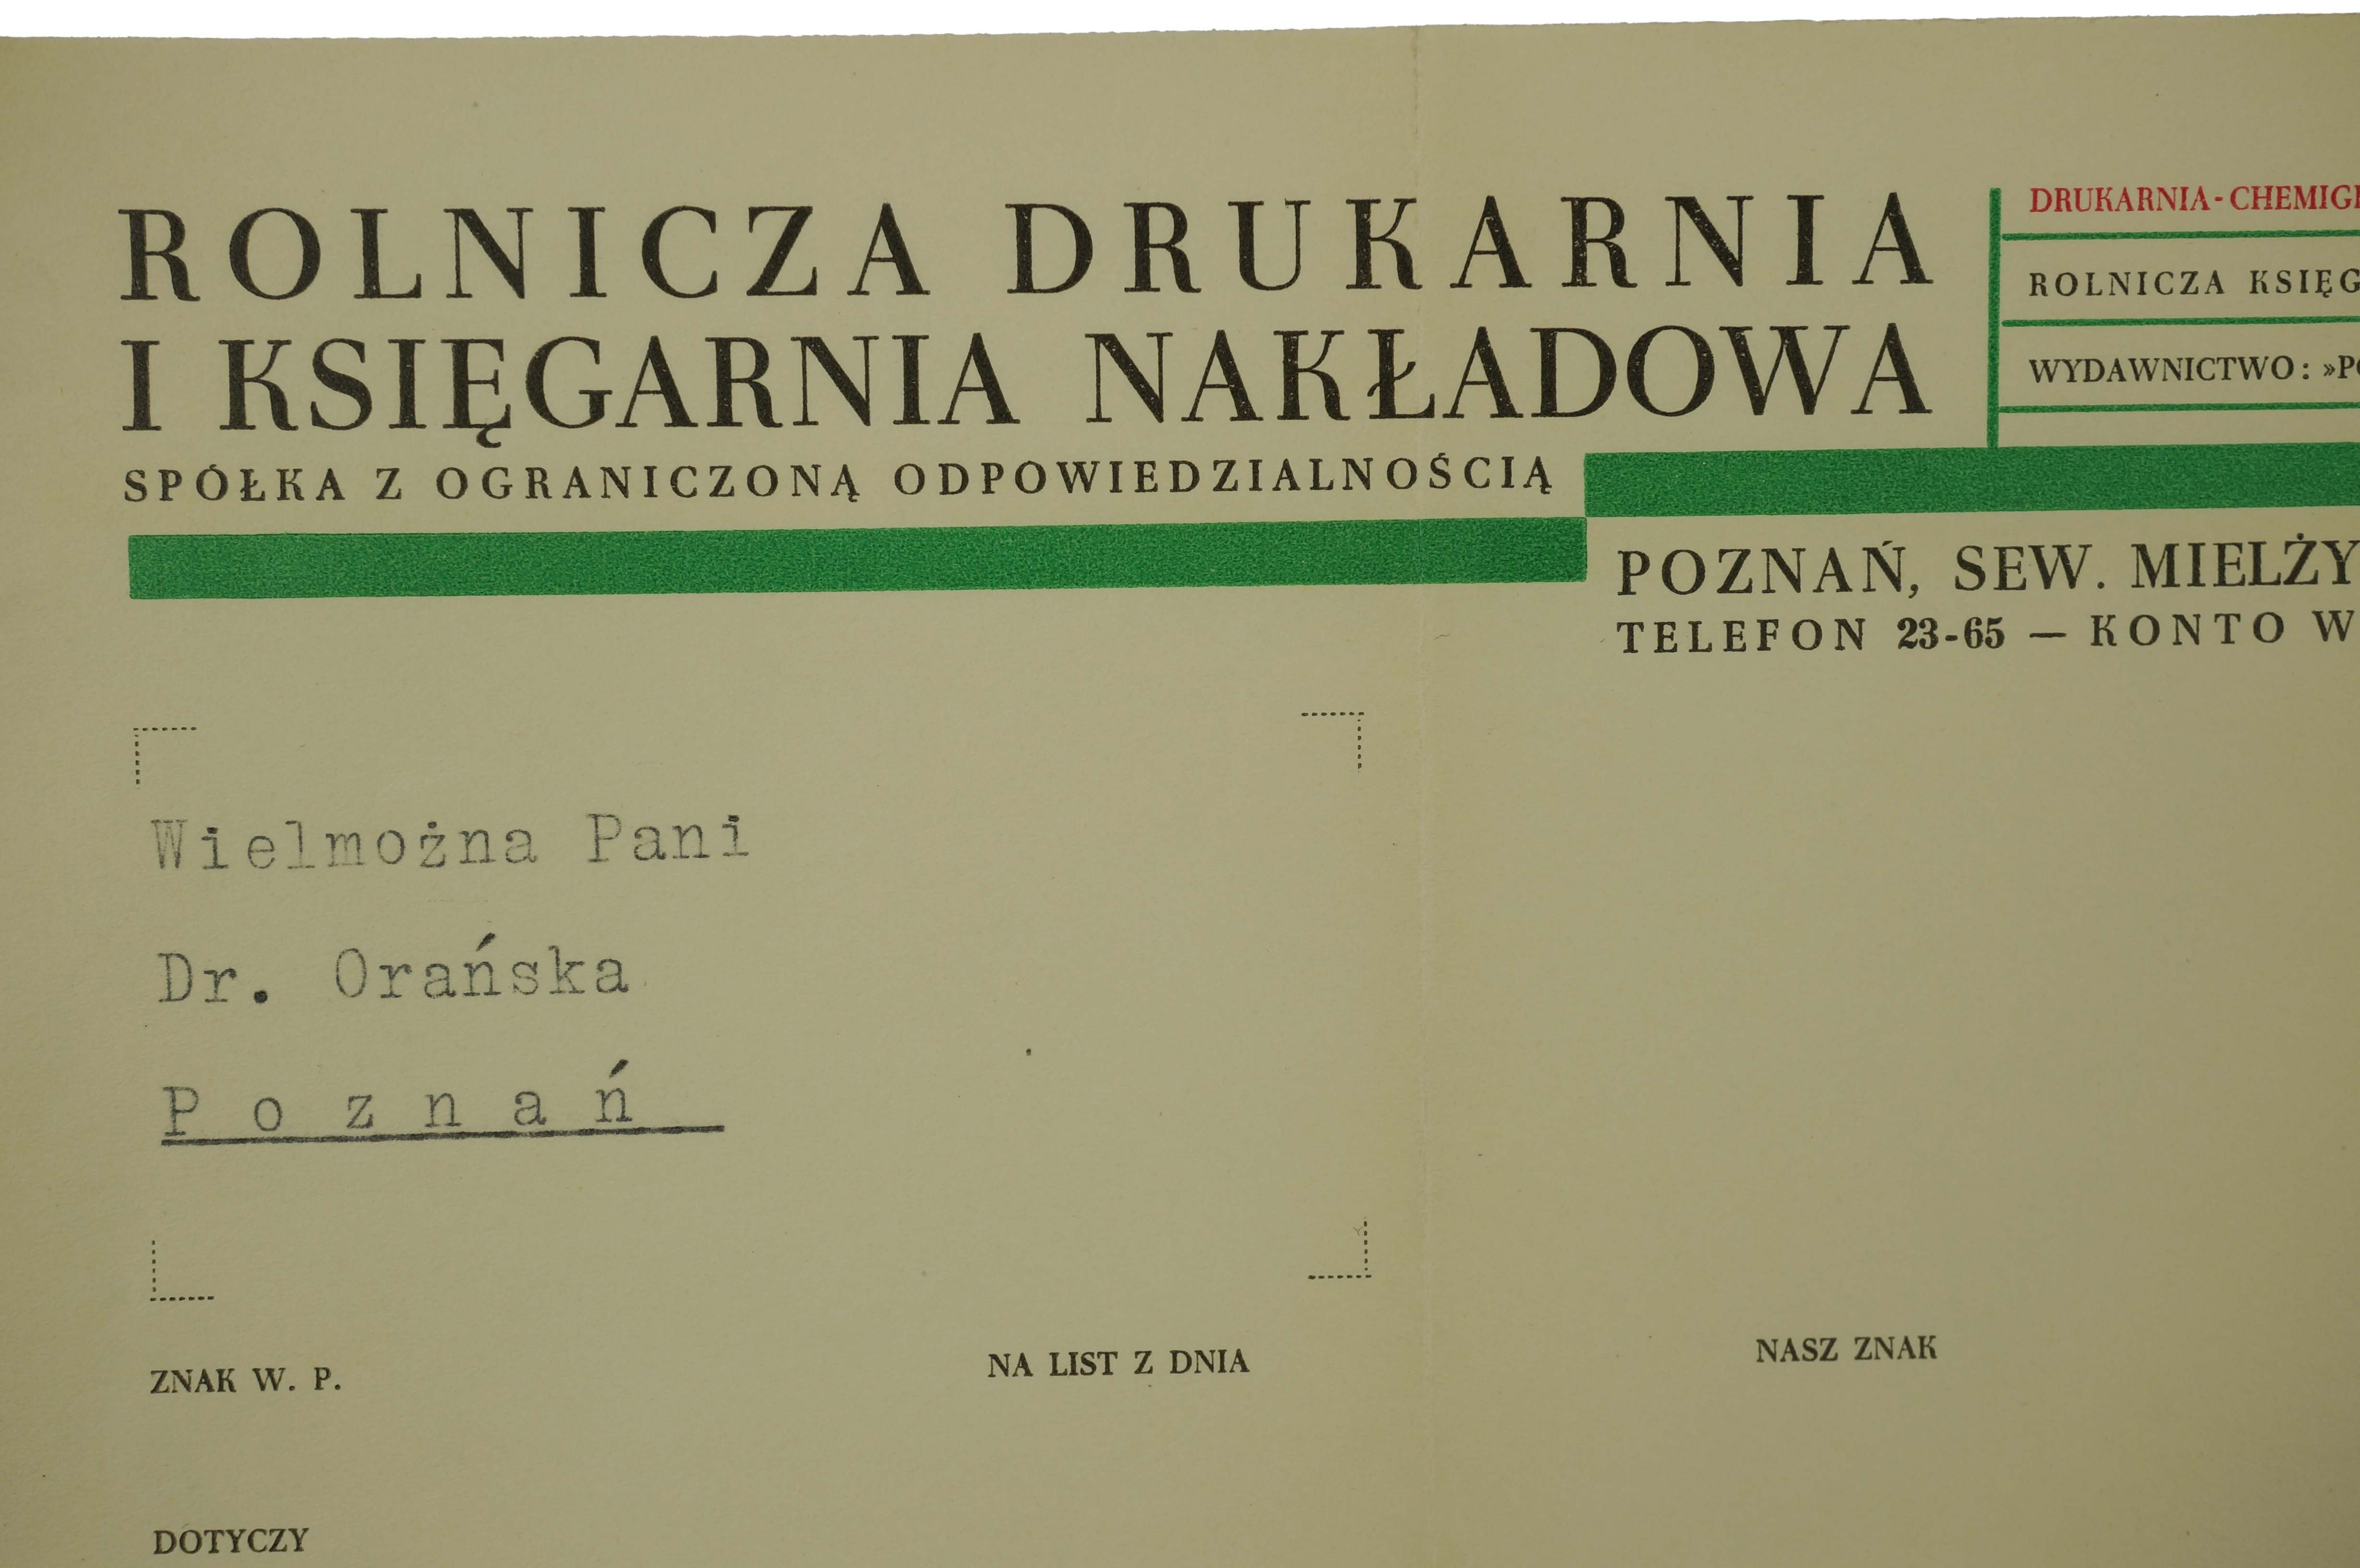 ROLNICZA DRUKARNIA
I KSIĘGARNIA NAKŁADOWA
SPÓŁKA Z OGRANICZONĄ ODPOWIEDZIALNOŚCIĄ
DRUKARNIA-CHEMIG
ROLNICZA KSIĘG
WYDAWNICTWO: »P
POZNAŃ, SEW. MIELŻY
TELEFON 23-65 — KONTO W
Wielmożna Pani
Dr. Orańska
Poznań
ZNAK W. P.
NA LIST Z DNIA
NASZ ZNAK
DOTYCZY